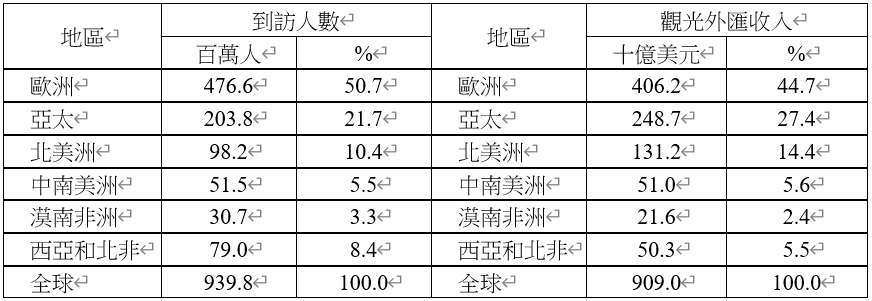 地區 到訪人數 地區 觀光外匯收入
百萬人 % 十億美元 %
歐洲 476.6 50.7 歐洲 406.2 44.7
亞太 203.8 21.7 亞太 248.7 27.4
北美洲 98.2 10.4 北美洲 131.2 14.4
中南美洲 51.5 5.5 中南美洲 51.0 5.6
漠南非洲 30.7 3.3 漠南非洲 21.6 2.4
西亞和北非 79.0 8.4 西亞和北非 50.3 5.5
全球 939.8 100.0 全球 909.0 100.0